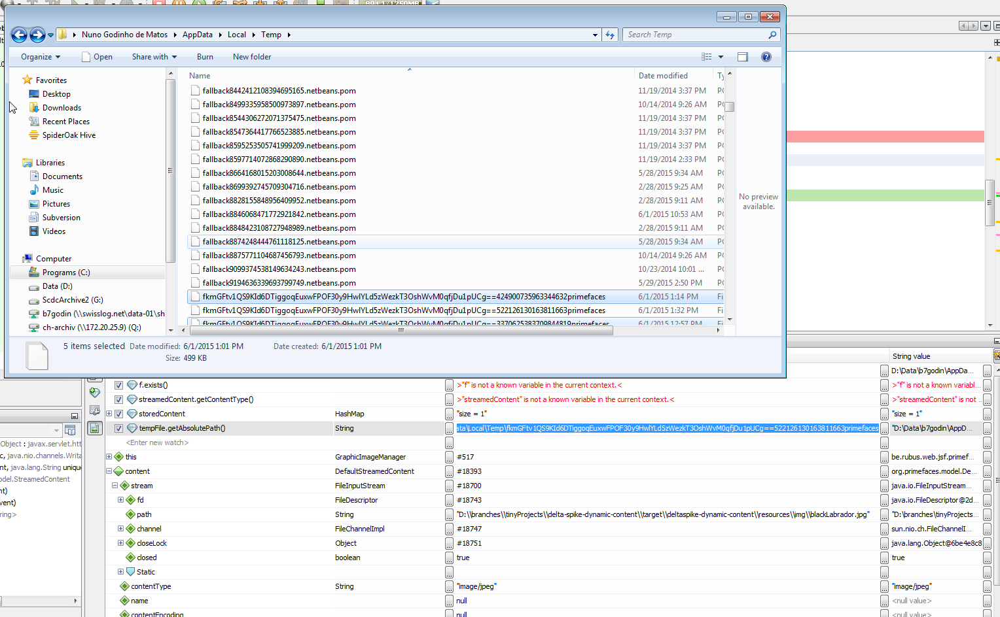 Nuno Godinho de Matos AppData Local Temp
Search Temp
Organize Open Share with Burn New folder
Favorites
Desktop
Downloads
Recent Places
SpiderOak Hive
Libraries
Documents
Music
Pictures
Subversion
Videos
Computer
Programs (C:)
Data (D:)
ScdcArchive2 (G:)
b7godin (\\swisslog.net\data-01\sh
ch-archiv (\\172.20.25.9) (Q:)
Name Date modified Ty
fallback8442412108394695165.netbeans.pom 11/19/2014 3:37 PM PO
fallback8499335958500973897.netbeans.pom 10/14/2014 9:26 AM PO
fallback8544306272071375475.netbeans.pom 11/19/2014 3:37 PM PO
fallback8547364417766523885.netbeans.pom 11/19/2014 3:37 PM PO
fallback8595253505741999209.netbeans.pom 11/19/2014 3:37 PM PO
fallback8597714072868290890.netbeans.pom 11/19/2014 2:33 PM PO
fallback8664168015203008644.netbeans.pom 5/28/2015 9:34 AM PO
fallback8699392745709304716.netbeans.pom 2/28/2015 9:25 AM PO
fallback8828155848956409952.netbeans.pom 2/28/2015 9:11 AM PO
fallback8846068471772921842.netbeans.pom 6/1/2015 10:53 AM PO
fallback8848423108727948989.netbeans.pom 2/28/2015 9:11 AM PO
fallback8874248444761118125.netbeans.pom 5/28/2015 9:34 AM PO
fallback8875771104687456793.netbeans.pom 10/14/2014 9:26 AM PO
fallback9099374538149634243.netbeans.pom 10/23/2014 10:01 ... PO
fallback9194636339693799749.netbeans.pom 5/29/2015 2:50 PM PO
fkmGFtv1QS9KId6DTiggoqEuxwFPOF30y9HwlYLd5zWezkT3OshWvM0qfjDu1pUCg==424900735963344632primefaces 6/1/2015 1:14 PM Fi
fkmGFtv1QS9KId6DTiggoqEuxwFPOF30y9HwlYLd5zWezkT3OshWvM0qfjDu1pUCg==522126130163811663primefaces 6/1/2015 1:32 PM Fi
fkmGFtv1QS9KId6DTiggoqEuxwFPOF30y9HwlYLd5zWezkT3OshWvM0qfjDu1pUCg==3370625383709844819primefaces 6/1/2015 12:57 PM Fi
No preview
available.
5 items selected Date modified: 6/1/2015 1:01 PM Date created: 6/1/2015 1:01 PM
Size: 499 KB
String value
D:\Data\b7godin\AppDa...
f.exists() >"f" is not a known variable in the current context.< >"f" is not a known variabl...
streamedContent.getContentType() >"streamedContent" is not a known variable in the current context.< >"streamedContent" is not ...
storedContent HashMap "size = 1" "size = 1"
tempFile.getAbsolutePath() String ata\Local\Temp\fkmGFtv1QS9KId6DTiggoqEuxwFPOF30y9HwlYLd5zWezkT3OshWvM0qfjDu1pUCg==522126130163811663primefaces "D:\Data\b7godin\AppD...
<Enter new watch>
this GraphicImageManager #517 be.rubus.web.jsf.primef...
content DefaultStreamedContent #18393 org.primefaces.model.De...
stream FileInputStream #18700 java.io.FileInputStream...
fd FileDescriptor #18743 java.io.FileDescriptor@2d...
path String "D:\\branches\\tinyProjects\\delta-spike-dynamic-content\\target\\deltaspike-dynamic-content\\resources\\img\\blackLabrador.jpg" "D:\branches\tinyProjects...
channel FileChannelImpl #18747 sun.nio.ch.FileChannelI...
closeLock Object #18751 java.lang.Object@6be4e8c8
closed boolean true true
Static
contentType String "image/jpeg" "image/jpeg"
name null <null value>
contentEncoding null <null value>
Object : javax.servlet.htt
c, java.nio.channels.Writa
nt, java.lang.String unique
odel.StreamedContent
nt)
vent)
ring>